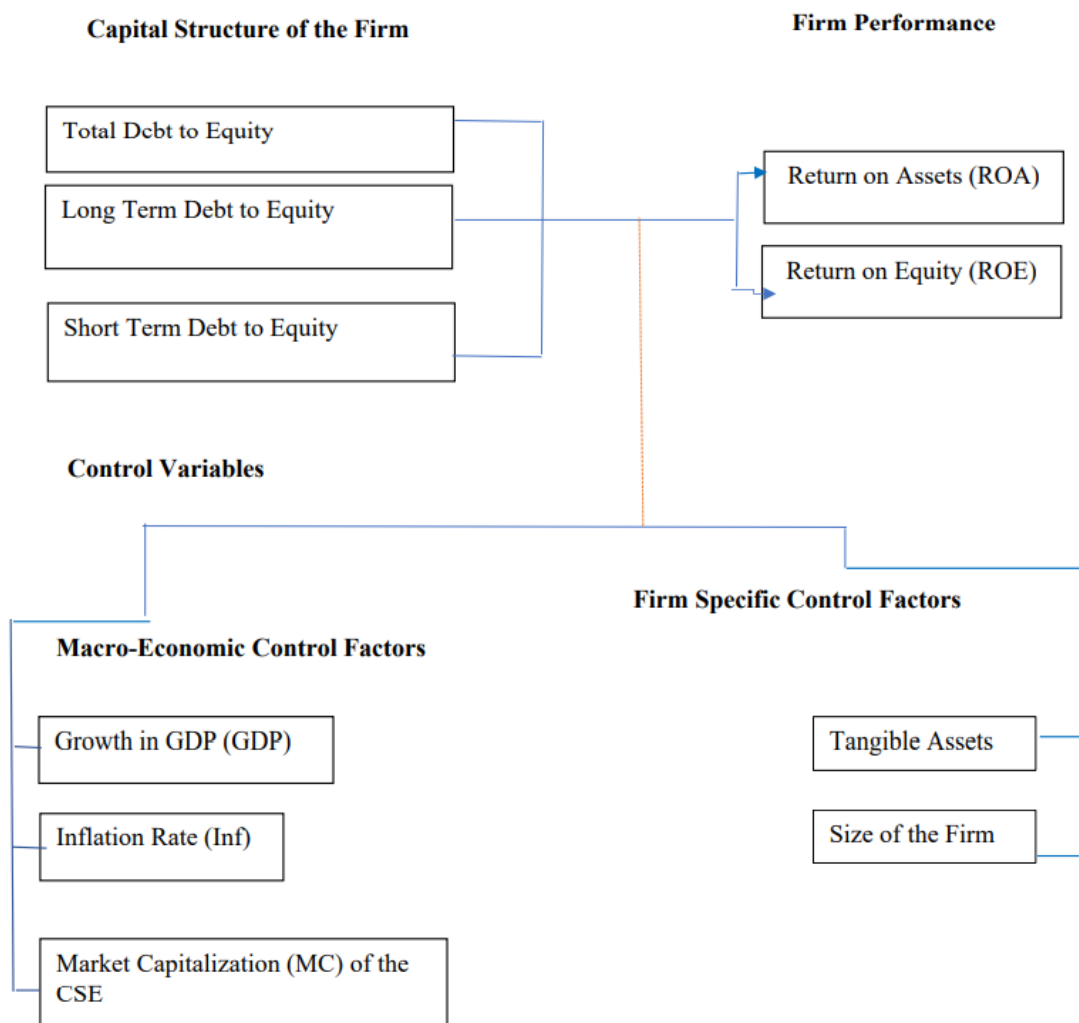 Capital Structure of the Firm
Firm Performance
Total Debt to Equity
Long Term Debt to Equity
Short Term Debt to Equity
Return on Assets (ROA)
Return on Equity (ROE)
Control Variables
Firm Specific Control Factors
Macro-Economic Control Factors
Growth in GDP (GDP)
Inflation Rate (Inf)
Market Capitalization (MC) of the
CSE
Tangible Assets
Size of the Firm